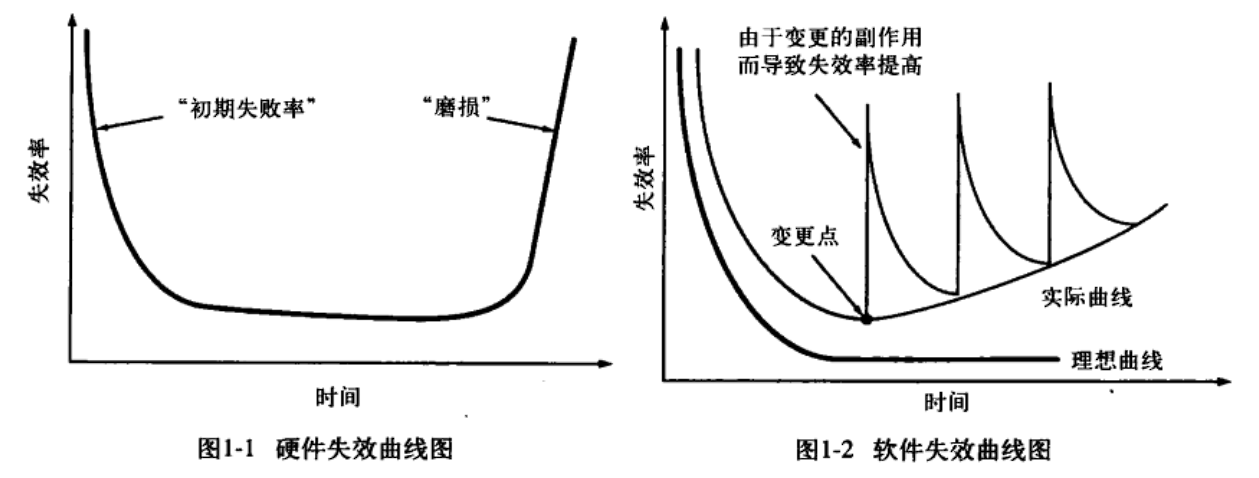 失效率
“初期失败率”
“磨损”
时间
图1-1 硬件失效曲线图
失效率
由于变更的副作用
而导致失效率提高
变更点
实际曲线
理想曲线
时间
图1-2 软件失效曲线图